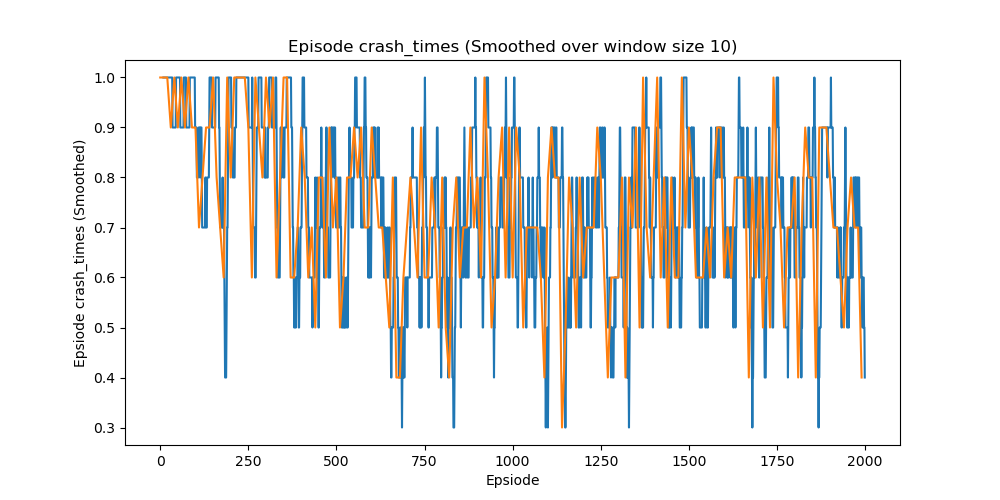 Episode crash_times (Smoothed over window size 10)
Epsiode crash_times (Smoothed)
1.0
0.9
0.8
0.7
0.6
0.5
0.4
0.3
0 250 500 750 1000 1250 1500 1750 2000
Epsiode